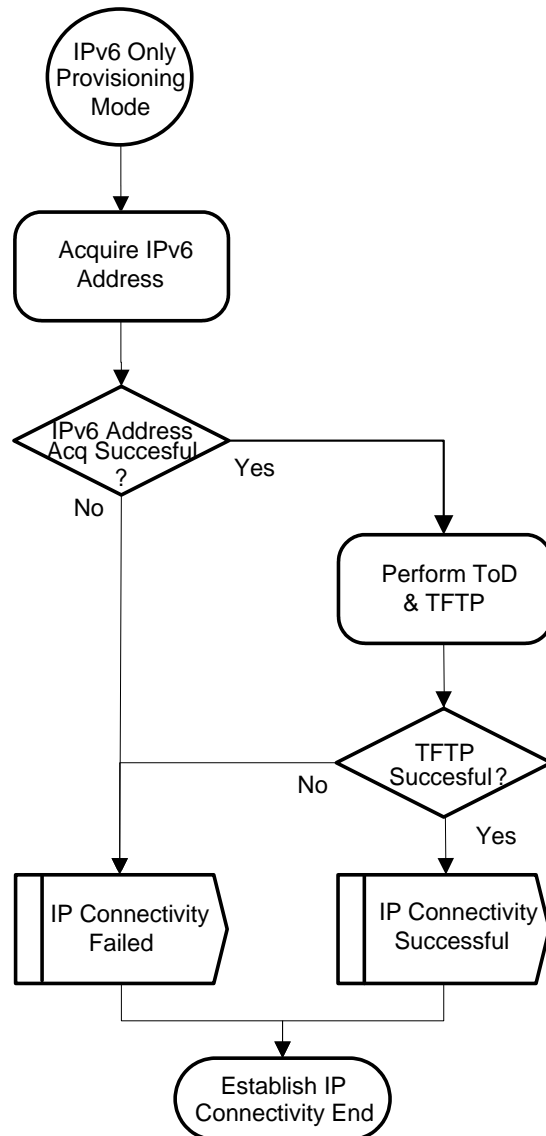 IPv6 Only
Provisioning
Mode
Acquire IPv6
Address
IPv6 Address
Acq Succesful
?
Yes
No
Perform ToD
& TFTP
TFTP
Succesful?
No
Yes
IP Connectivity
Failed
IP Connectivity
Successful
Establish IP
Connectivity End